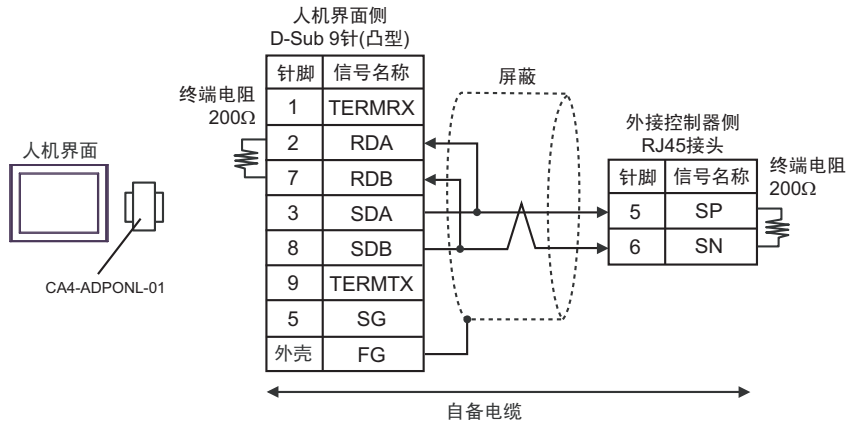 人机界面侧
D-Sub 9针(凸型)
针脚 信号名称
1 TERMRX
2 RDA
7 RDB
3 SDA
8 SDB
9 TERMTX
5 SG
外壳 FG
终端电阻
200Ω
人机界面
CA4-ADPONL-01
屏蔽
外接控制器侧
RJ45接头
针脚 信号名称
5 SP
6 SN
终端电阻
200Ω
自备电缆